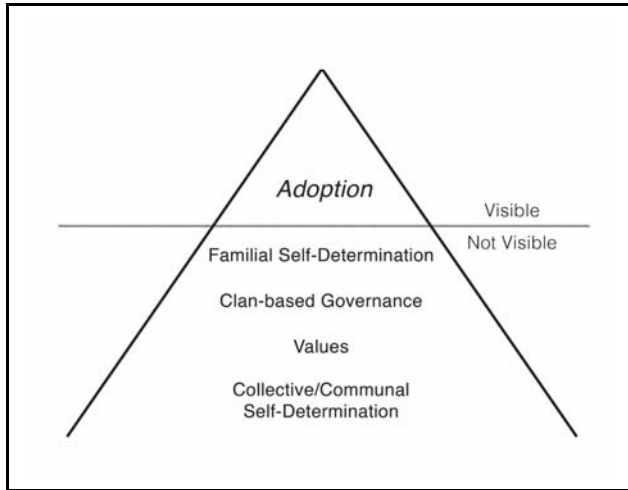 Adoption
Visible
Not Visible
Familial Self-Determination
Clan-based Governance
Values
Collective/Communal
Self-Determination